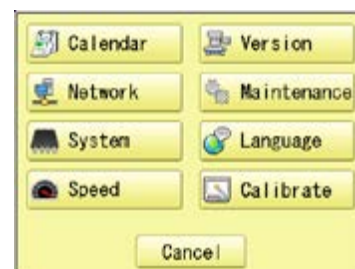 Calendar
Version
Network
Maintenance
System
Language
Speed
Calibrate
Cancel